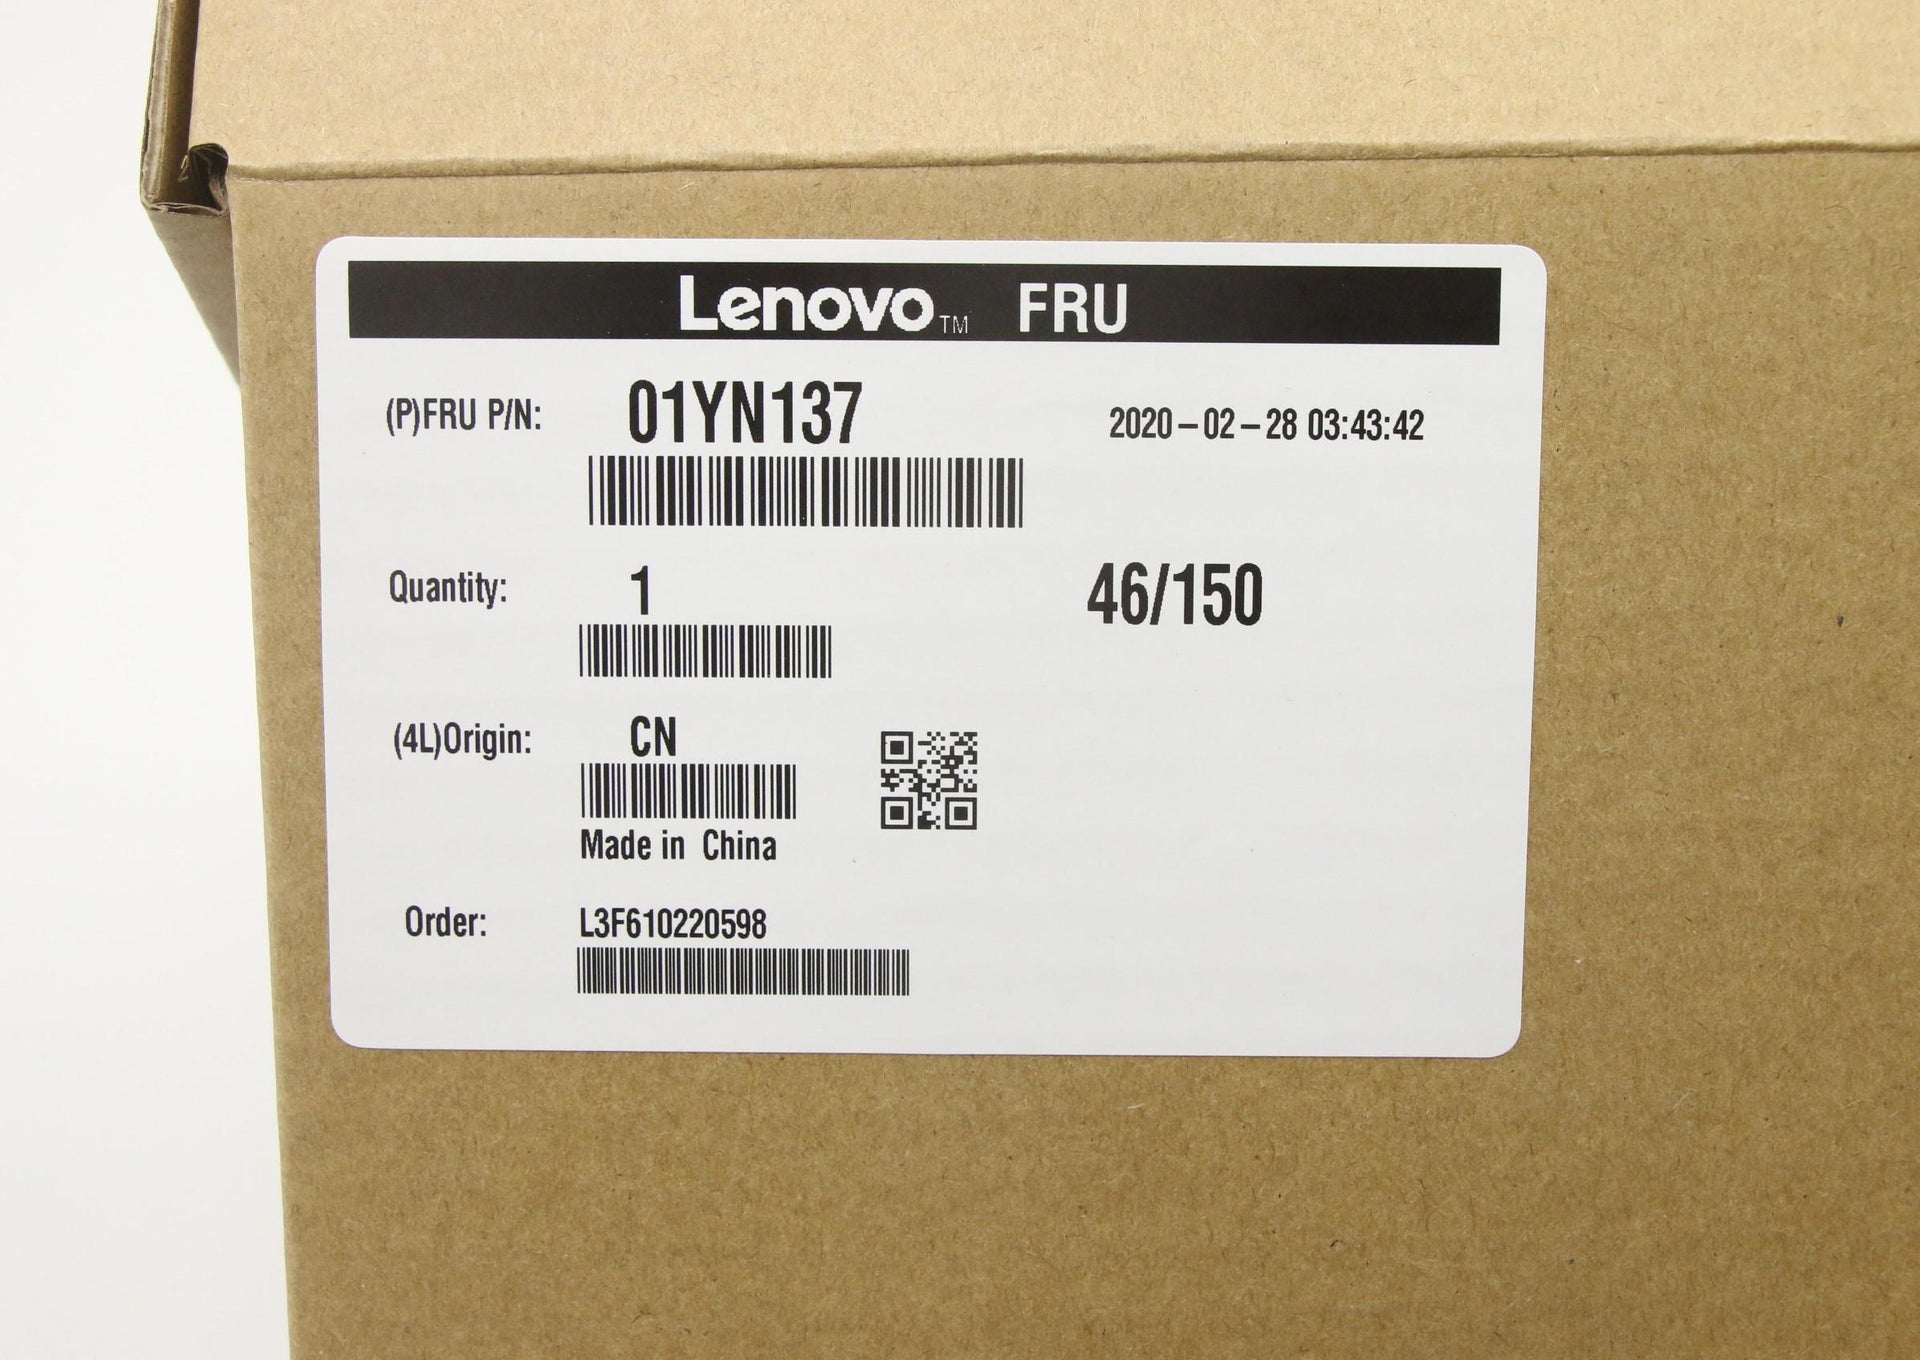 Lenovo™ FRU
(P)FRU P/N: 01YN137 2020-02-28 03:43:42
Quantity: 1 46/150
(4L)Origin: CN
Made in China
Order: L3F610220598